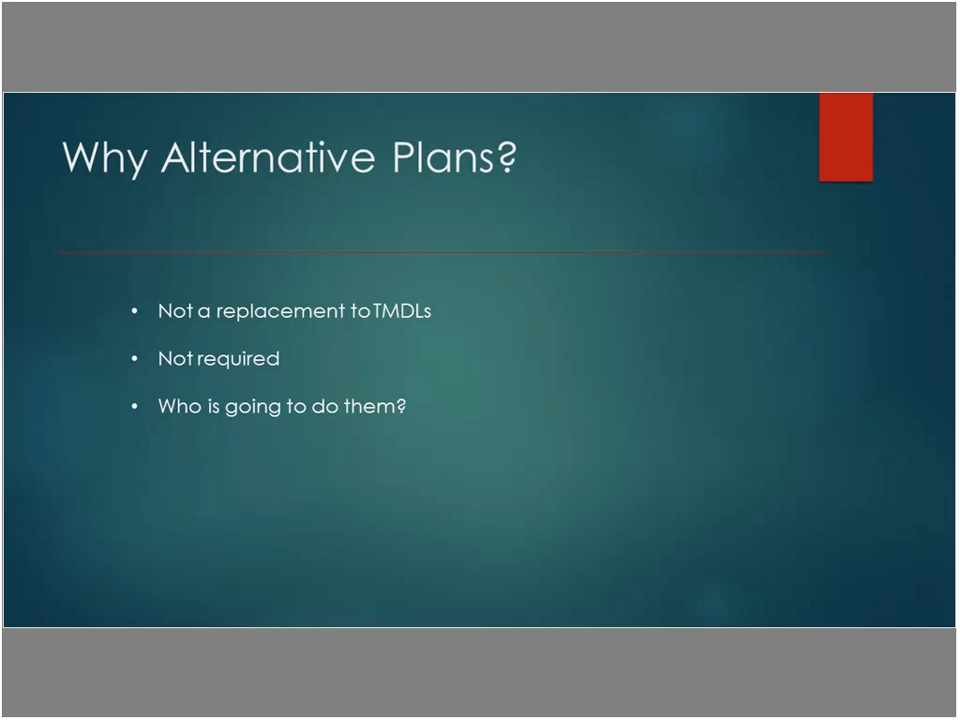 Why Alternative Plans?
• Not a replacement to TMDLs
• Not required
• Who is going to do them?